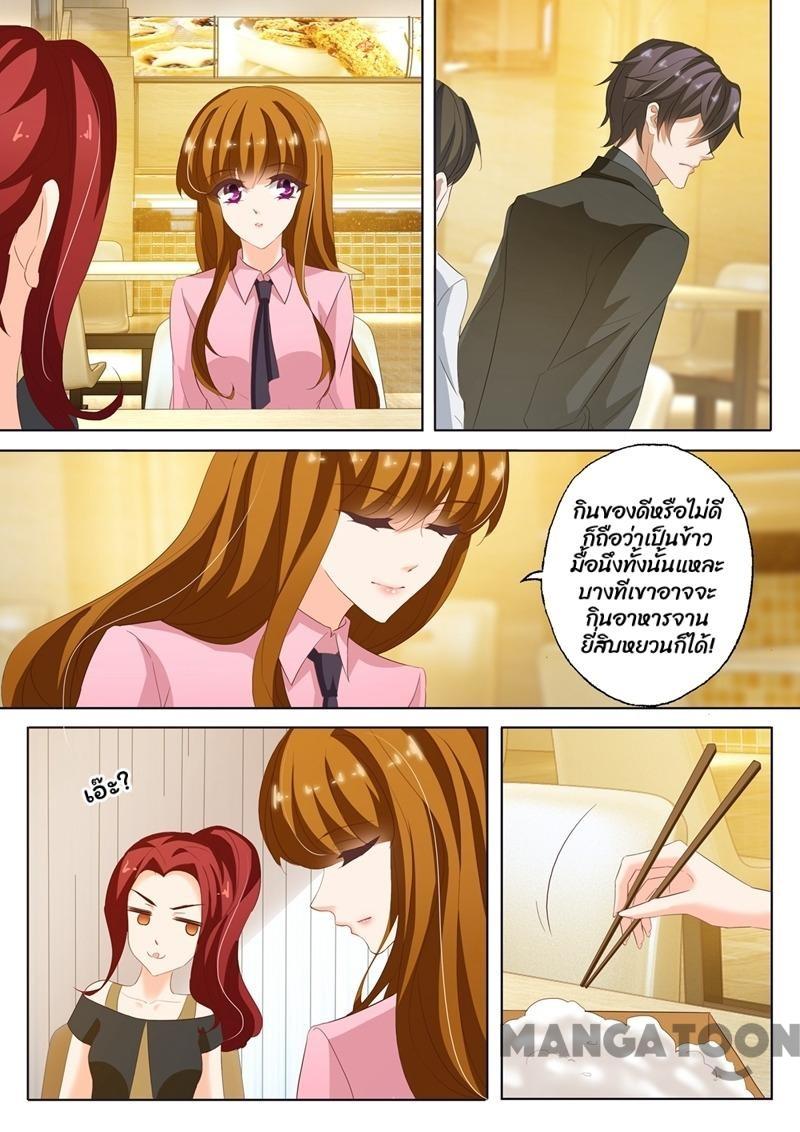 กินของดีหรือไม่ดี
ก็ถือว่าเป็นข้าว
มื้อนึงทั้งนั้นแหละ
บางทีเขาอาจจะ
กินอาหารจาน
ยี่สิบหยวนก็ได้!
เอ๊ะ?
MANGATOON